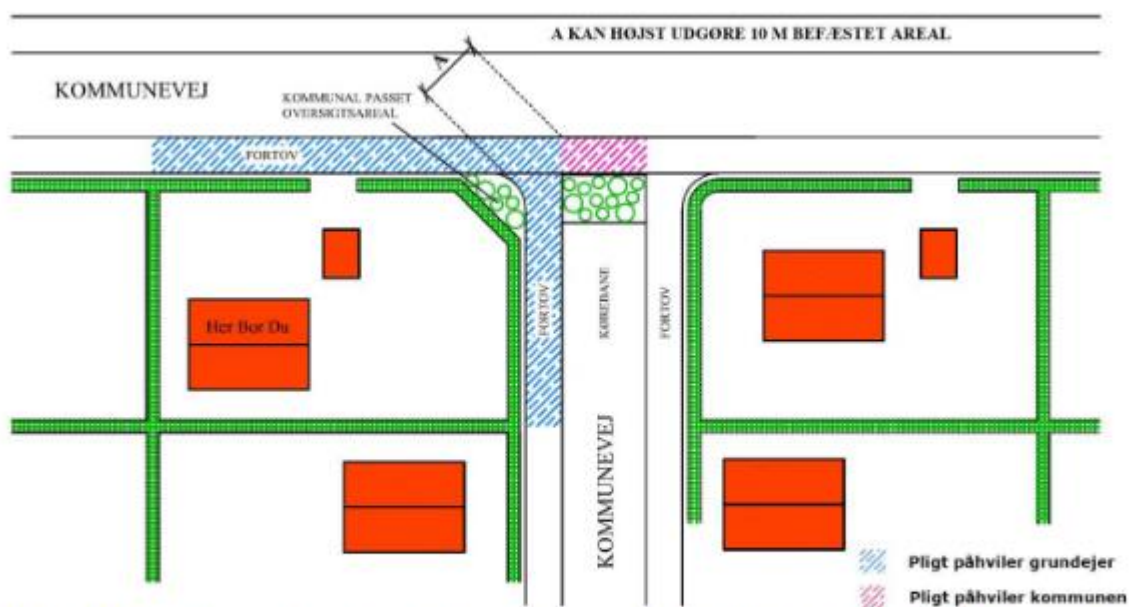 A KAN HØJST UDGØRE 10 M BEFÆSTET AREAL
A
KOMMUNEVEJ
KOMMUNAL PASSET
OVERSIGTSAREAL
FORTOV
Her Bor Du
FORTOV
KØREBANE
FORTOV
KOMMUNEVEJ
Pligt påhviler grundejer
Pligt påhviler kommunen